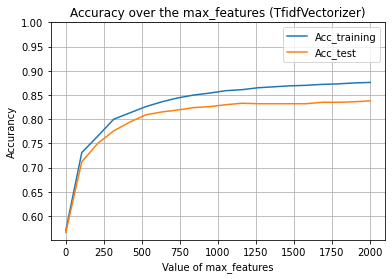 Accuracy over the max_features (TfidfVectorizer)
1.00
0.95
0.90
0.85
0.80
0.75
0.70
0.65
0.60
Accurancy
Acc_training
Acc_test
0 250 500 750 1000 1250 1500 1750 2000
Value of max_features